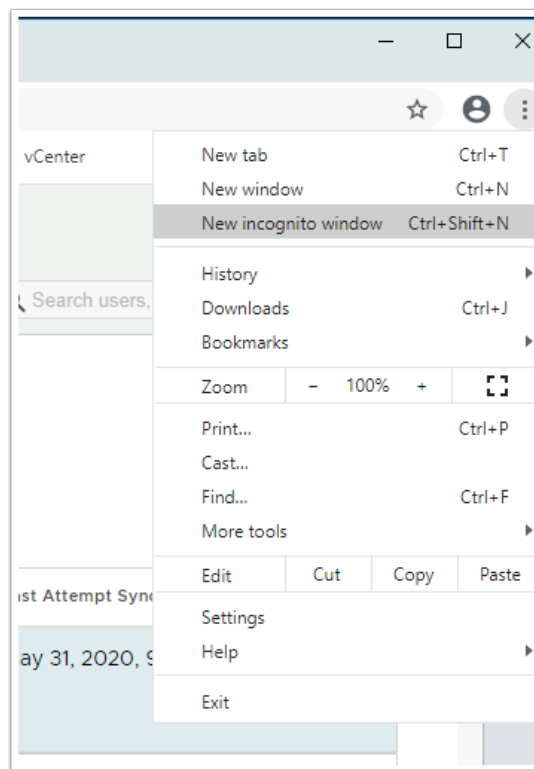 vCenter
New tab Ctrl+T
New window Ctrl+N
New incognito window Ctrl+Shift+N
Search users,
History
Downloads Ctrl+J
Bookmarks
Zoom - 100% +
Print... Ctrl+P
Cast...
Find... Ctrl+F
More tools
Edit Cut Copy Paste
ast Attempt Sync
Settings
ay 31, 2020, 9
Help
Exit